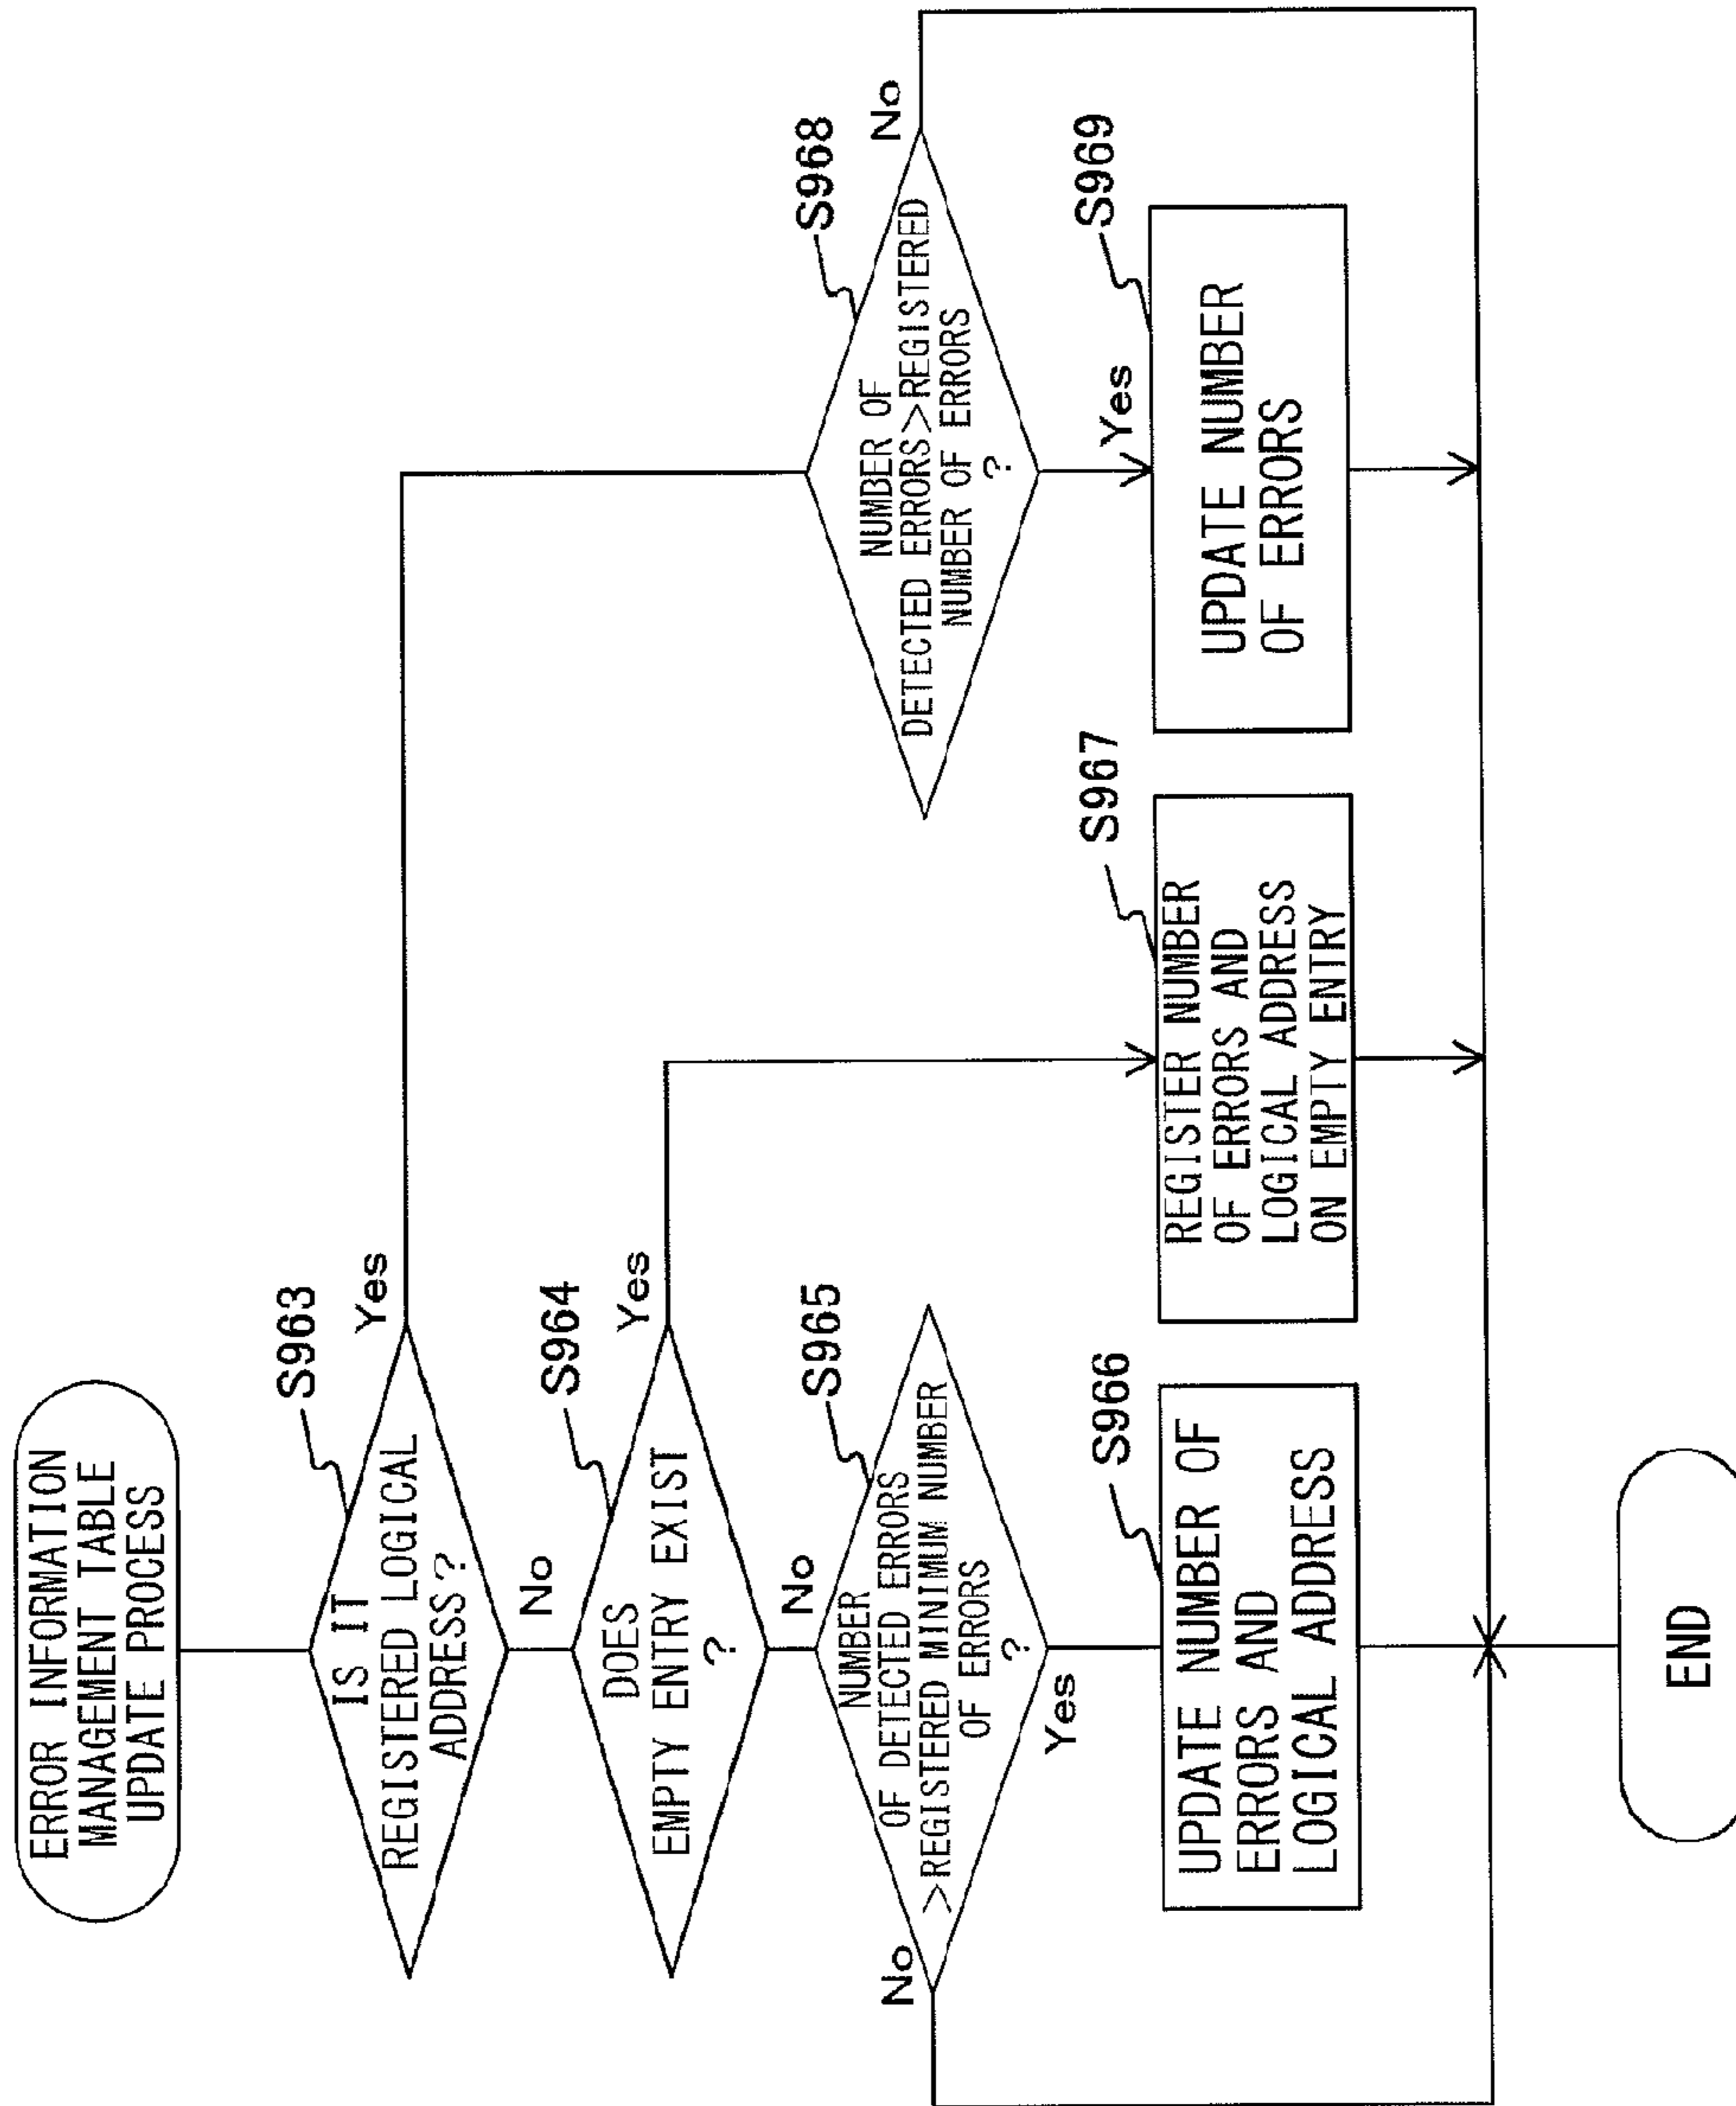 ERROR INFORMATION
MANAGEMENT TABLE
UPDATE PROCESS
S963
IS IT
REGISTERED LOGICAL
ADDRESS?
Yes
No
S964
DOES
EMPTY ENTRY EXIST
?
Yes
No
S965
NUMBER
OF DETECTED ERRORS
>REGISTERED MINIMUM NUMBER
OF ERRORS
?
No
Yes
S966
UPDATE NUMBER OF
ERRORS AND
LOGICAL ADDRESS
S967
REGISTER NUMBER
OF ERRORS AND
LOGICAL ADDRESS
ON EMPTY ENTRY
S968
NUMBER OF
DETECTED ERRORS>REGISTERED
NUMBER OF ERRORS
?
No
Yes
S969
UPDATE NUMBER
OF ERRORS
END